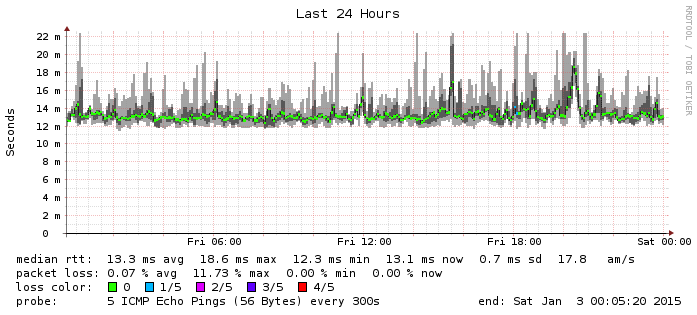 Last 24 Hours
RRDTOOL / TOBI OETIKER
Seconds
22 m
20 m
18 m
16 m
14 m
12 m
10 m
8 m
6 m
4 m
2 m
0
Fri 06:00 Fri 12:00 Fri 18:00 Sat 00:00
median rtt: 13.3 ms avg 18.6 ms max 12.3 ms min 13.1 ms now 0.7 ms sd 17.8 am/s
packet loss: 0.07 % avg 11.73 % max 0.00 % min 0.00 % now
loss color: 0 1/5 2/5 3/5 4/5
probe: 5 ICMP Echo Pings (56 Bytes) every 300s end: Sat Jan 3 00:05:20 2015